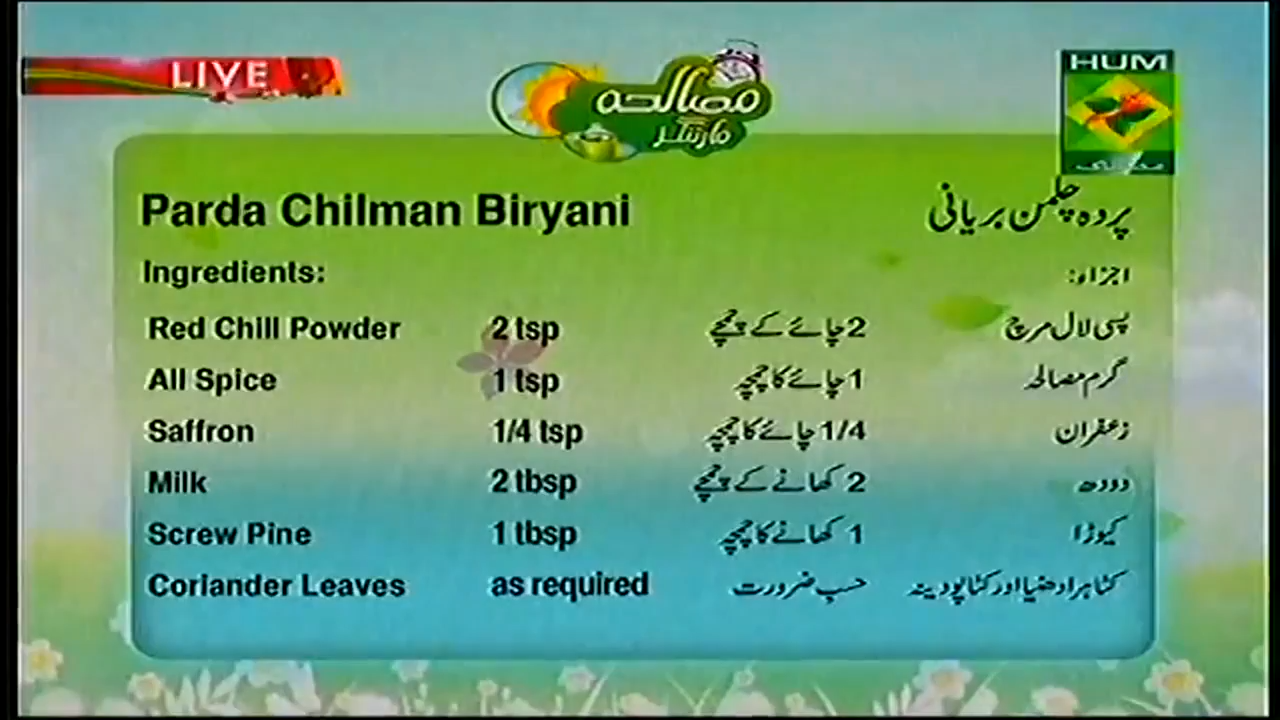 LIVE
مصالحہ
مارننگز
HUM
Parda Chilman Biryani پردہ چلمن بریانی
Ingredients: اجزاء:
Red Chill Powder 2 tsp 2 چائے کے چمچے پسی لال مرچ
All Spice 1 tsp 1 چائے کا چمچہ گرم مصالحہ
Saffron 1/4 tsp 1/4 چائے کا چمچہ زعفران
Milk 2 tbsp 2 کھانے کے چمچے دودھ
Screw Pine 1 tbsp 1 کھانے کا چمچہ کیوڑا
Coriander Leaves as required حسبِ ضرورت کٹا ہرا دھنیا اور کٹا پودینہ